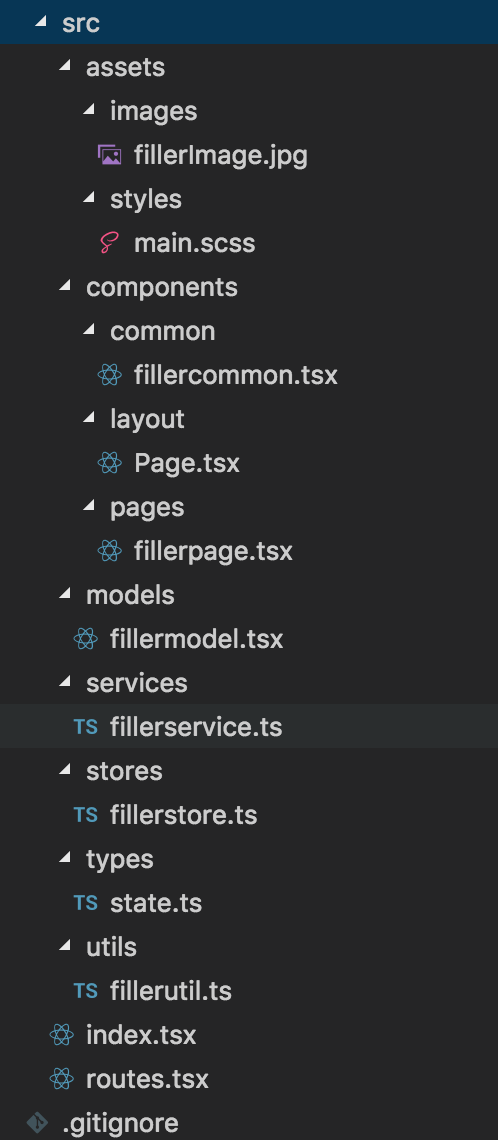 src
assets
images
fillerImage.jpg
styles
main.scss
components
common
fillercommon.tsx
layout
Page.tsx
pages
fillerpage.tsx
models
fillermodel.tsx
services
TS fillerservice.ts
stores
TS fillerstore.ts
types
TS state.ts
utils
TS fillerutil.ts
index.tsx
routes.tsx
.gitignore